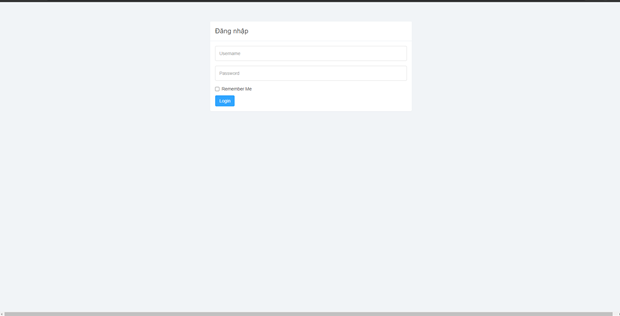 Đăng nhập
Username
Password
Remember Me
Login